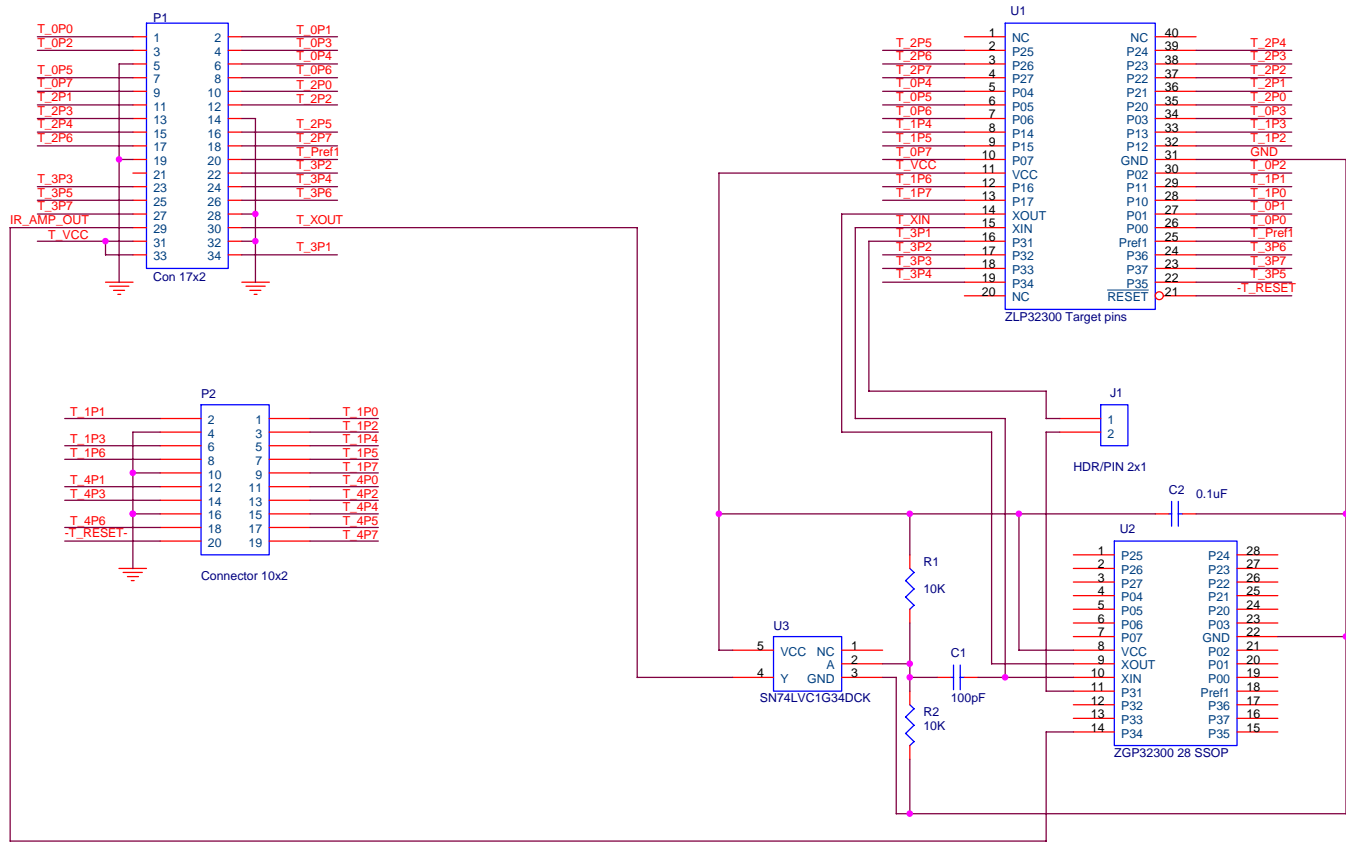 P1
T_0P0 1 2 T_0P1
T_0P2 3 4 T_0P3
5 6 T_0P4
T_0P5 7 8 T_0P6
T_0P7 9 10 T_2P0
T_2P1 11 12 T_2P2
T_2P3 13 14
T_2P4 15 16 T_2P5
T_2P6 17 18 T_2P7
19 20 T_Pref1
21 22 T_3P2
T_3P3 23 24 T_3P4
T_3P5 25 26 T_3P6
T_3P7 27 28
IR_AMP_OUT 29 30 T_XOUT
T_VCC 31 32
33 34 T_3P1
Con 17x2
U1
1 NC NC 40
T_2P5 2 P25 P24 39 T_2P4
T_2P6 3 P26 P23 38 T_2P3
T_2P7 4 P27 P22 37 T_2P2
T_0P4 5 P04 P21 36 T_2P1
T_0P5 6 P05 P20 35 T_2P0
T_0P6 7 P06 P03 34 T_0P3
T_1P4 8 P14 P13 33 T_1P3
T_1P5 9 P15 P12 32 T_1P2
T_0P7 10 P07 GND 31 GND
T_VCC 11 VCC P02 30 T_0P2
T_1P6 12 P16 P11 29 T_1P1
T_1P7 13 P17 P10 28 T_1P0
14 XOUT P01 27 T_0P1
T_XIN 15 XIN P00 26 T_0P0
T_3P1 16 P31 Pref1 25 T_Pref1
T_3P2 17 P32 P36 24 T_3P6
T_3P3 18 P33 P37 23 T_3P7
T_3P4 19 P34 P35 22 T_3P5
20 NC RESET 21 -T_RESET
ZLP32300 Target pins
P2
T_1P1 2 1 T_1P0
4 3 T_1P2
T_1P3 6 5 T_1P4
T_1P6 8 7 T_1P5
10 9 T_1P7
T_4P1 12 11 T_4P0
T_4P3 14 13 T_4P2
16 15 T_4P4
T_4P6 18 17 T_4P5
-T_RESET- 20 19 T_4P7
Connector 10x2
J1
1
2
HDR/PIN 2x1
C2 0.1uF
R1
10K
U3
5 VCC NC 1
A 2
4 Y GND 3
SN74LVC1G34DCK
C1
100pF
R2
10K
U2
1 P25 P24 28
2 P26 P23 27
3 P27 P22 26
4 P04 P21 25
5 P05 P20 24
6 P06 P03 23
7 P07 GND 22
8 VCC P02 21
9 XOUT P01 20
10 XIN P00 19
11 P31 Pref1 18
12 P32 P36 17
13 P33 P37 16
14 P34 P35 15
ZGP32300 28 SSOP